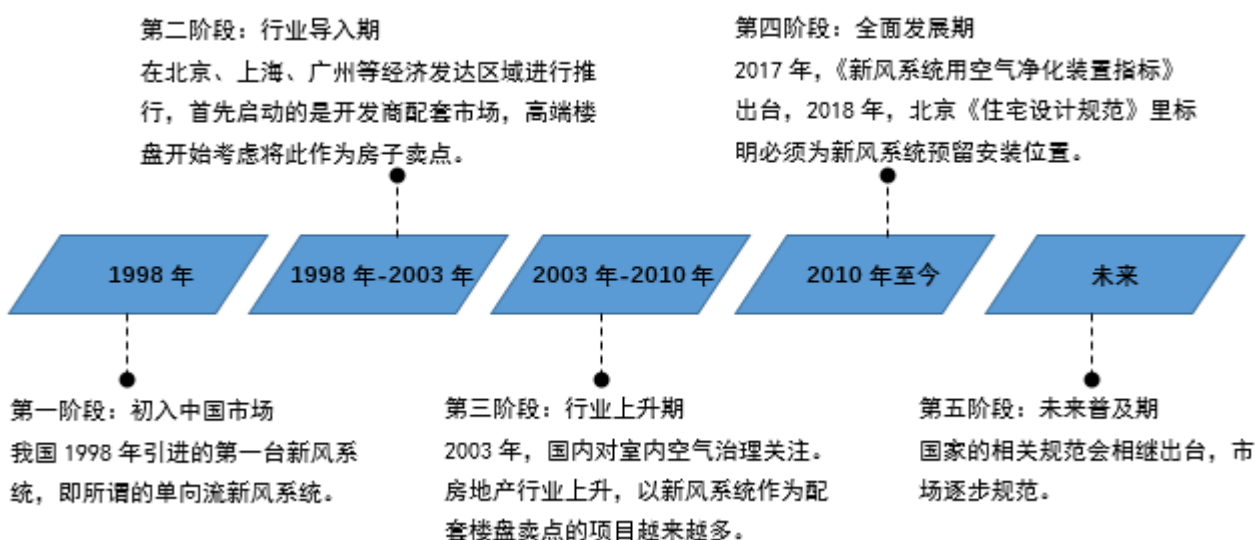 第二阶段：行业导入期
在北京、上海、广州等经济发达区域进行推
行，首先启动的是开发商配套市场，高端楼
盘开始考虑将此作为房子卖点。
第四阶段：全面发展期
2017 年，《新风系统用空气净化装置指标》
出台，2018 年，北京《住宅设计规范》里标
明必须为新风系统预留安装位置。
1998 年
1998 年-2003 年
2003 年-2010 年
2010 年至今
未来
第一阶段：初入中国市场
我国 1998 年引进的第一台新风系
统，即所谓的单向流新风系统。
第三阶段：行业上升期
2003 年，国内对室内空气治理关注。
房地产行业上升，以新风系统作为配
套楼盘卖点的项目越来越多。
第五阶段：未来普及期
国家的相关规范会相继出台，市
场逐步规范。